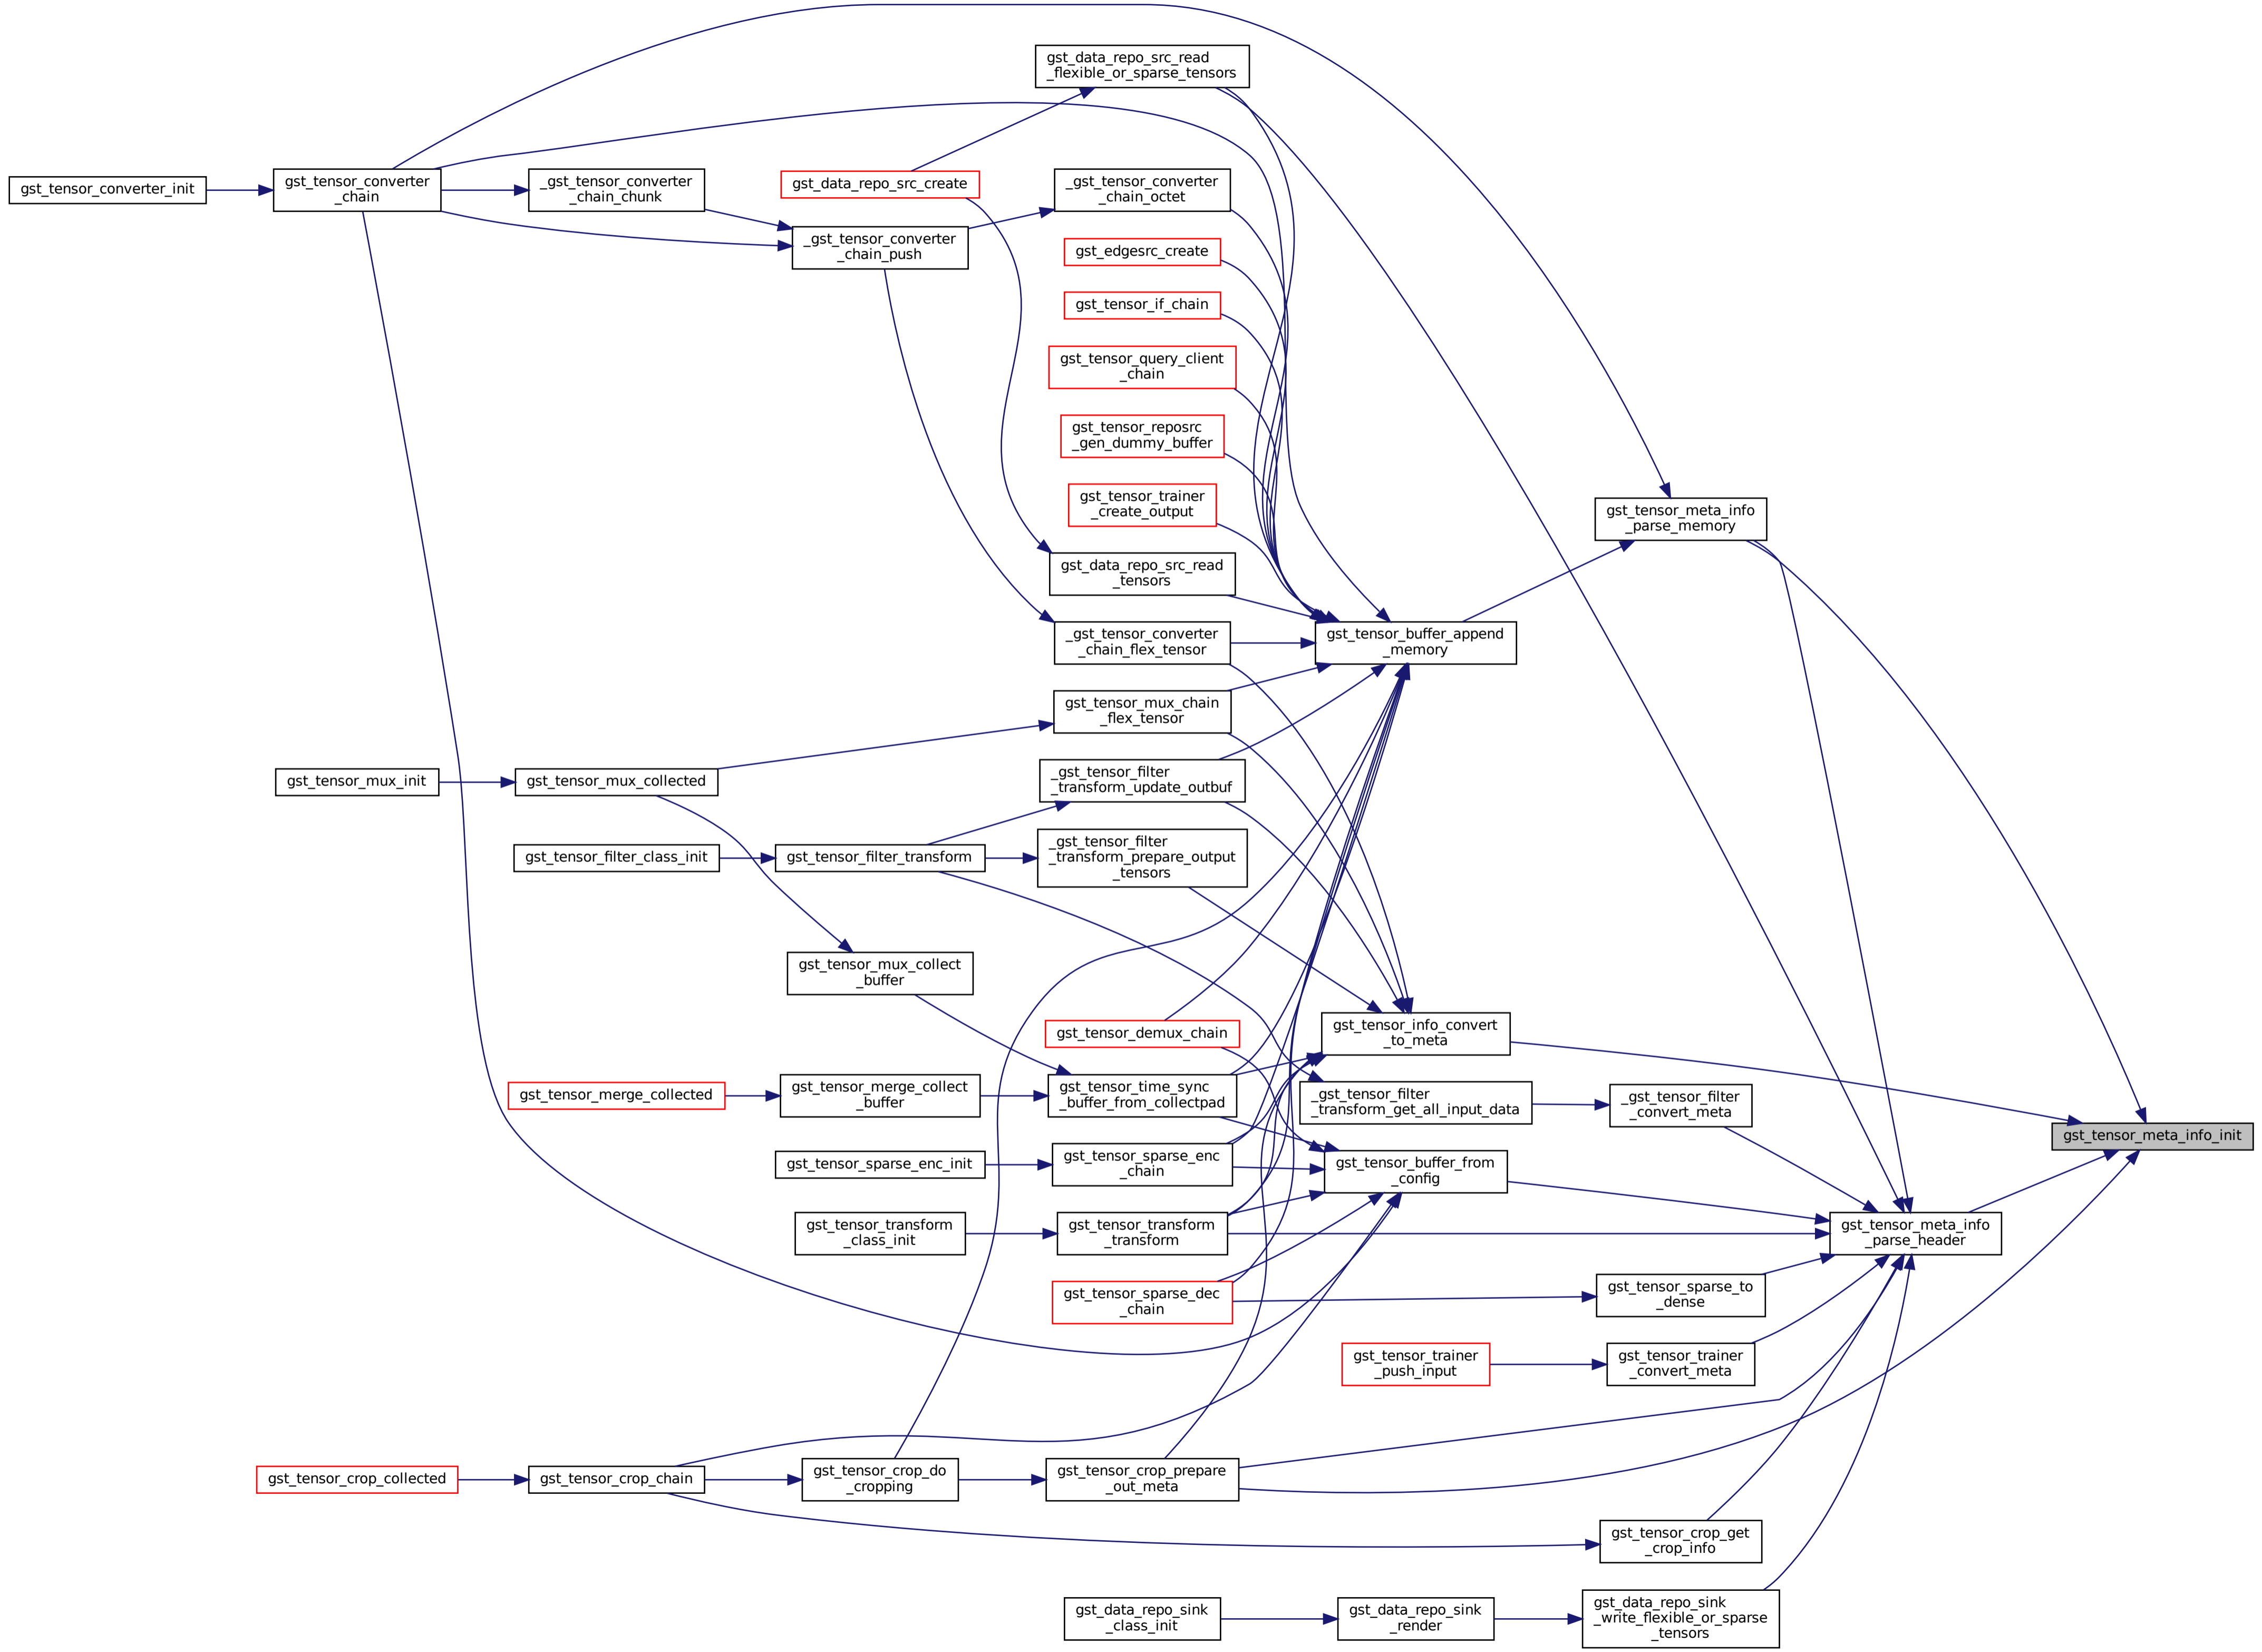 gst_data_repo_src_read
_flexible_or_sparse_tensors
gst_tensor_converter_init
gst_tensor_converter
_chain
_gst_tensor_converter
_chain_chunk
gst_data_repo_src_create
_gst_tensor_converter
_chain_octet
_gst_tensor_converter
_chain_push
gst_edgesrc_create
gst_tensor_if_chain
gst_tensor_query_client
_chain
gst_tensor_reposrc
_gen_dummy_buffer
gst_tensor_trainer
_create_output
gst_tensor_meta_info
_parse_memory
gst_data_repo_src_read
_tensors
_gst_tensor_converter
_chain_flex_tensor
gst_tensor_buffer_append
_memory
gst_tensor_mux_chain
_flex_tensor
gst_tensor_mux_init
gst_tensor_mux_collected
_gst_tensor_filter
_transform_update_outbuf
gst_tensor_filter_class_init
gst_tensor_filter_transform
_gst_tensor_filter
_transform_prepare_output
_tensors
gst_tensor_mux_collect
_buffer
gst_tensor_demux_chain
gst_tensor_info_convert
_to_meta
gst_tensor_merge_collected
gst_tensor_merge_collect
_buffer
gst_tensor_time_sync
_buffer_from_collectpad
_gst_tensor_filter
_transform_get_all_input_data
_gst_tensor_filter
_convert_meta
gst_tensor_meta_info_init
gst_tensor_sparse_enc_init
gst_tensor_sparse_enc
_chain
gst_tensor_buffer_from
_config
gst_tensor_transform
_class_init
gst_tensor_transform
_transform
gst_tensor_meta_info
_parse_header
gst_tensor_sparse_dec
_chain
gst_tensor_sparse_to
_dense
gst_tensor_trainer
_push_input
gst_tensor_trainer
_convert_meta
gst_tensor_crop_collected
gst_tensor_crop_chain
gst_tensor_crop_do
_cropping
gst_tensor_crop_prepare
_out_meta
gst_tensor_crop_get
_crop_info
gst_data_repo_sink
_class_init
gst_data_repo_sink
_render
gst_data_repo_sink
_write_flexible_or_sparse
_tensors